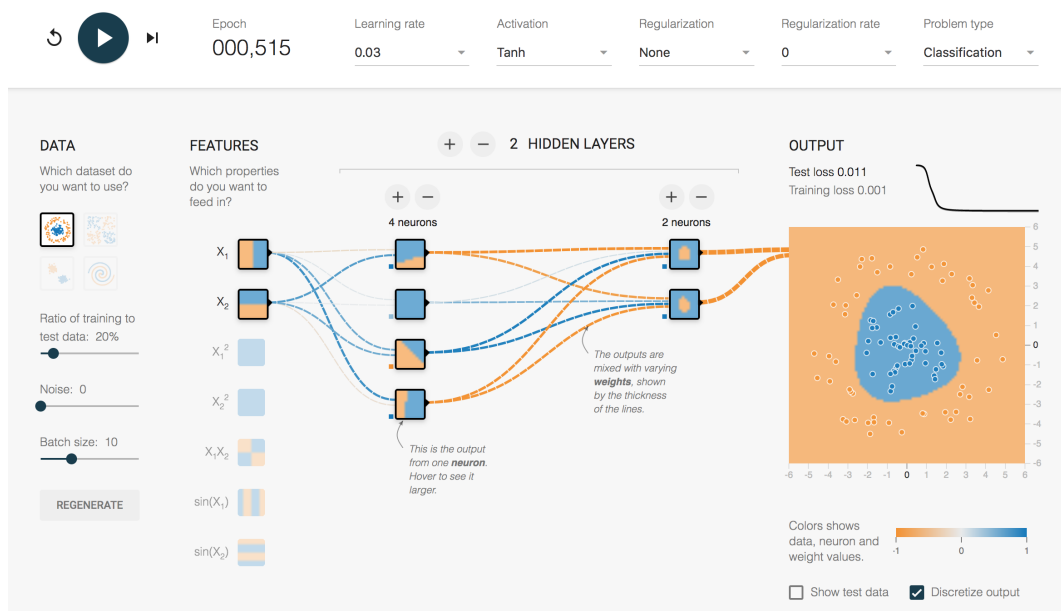 Epoch
000,515
Learning rate
0.03
Activation
Tanh
Regularization
None
Regularization rate
0
Problem type
Classification
DATA
Which dataset do
you want to use?
Ratio of training to
test data: 20%
Noise: 0
Batch size: 10
REGENERATE
FEATURES
Which properties
do you want to
feed in?
X₁
X₂
X₁²
X₂²
X₁X₂
sin(X₁)
sin(X₂)
+ − 2 HIDDEN LAYERS
+ −
4 neurons
+ −
2 neurons
This is the output
from one neuron.
Hover to see it
larger.
The outputs are
mixed with varying
weights, shown
by the thickness
of the lines.
OUTPUT
Test loss 0.011
Training loss 0.001
6
5
4
3
2
1
0
-1
-2
-3
-4
-5
-6
-6 -5 -4 -3 -2 -1 0 1 2 3 4 5 6
Colors shows
data, neuron and
weight values.
-1 0 1
Show test data
Discretize output